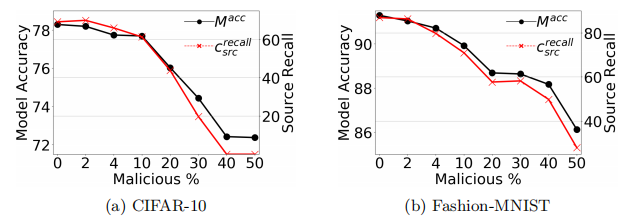 78
76
74
72
Model Accuracy
M^acc
c_src^recall
60
40
20
Source Recall
0 2 4 10 20 30 40 50
Malicious %
(a) CIFAR-10
90
88
86
Model Accuracy
M^acc
c_src^recall
80
60
40
Source Recall
0 2 4 10 20 30 40 50
Malicious %
(b) Fashion-MNIST